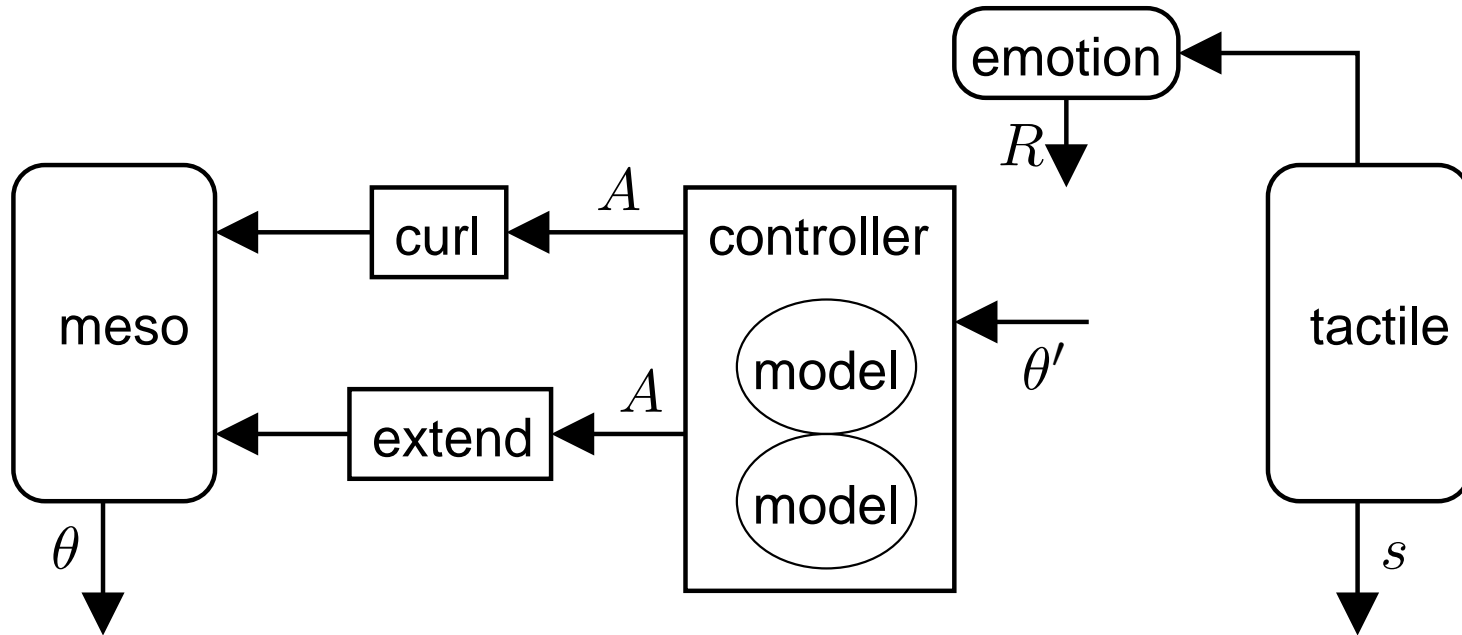 emotion
R
A
curl
controller
meso
tactile
model
θ′
A
extend
model
θ
s